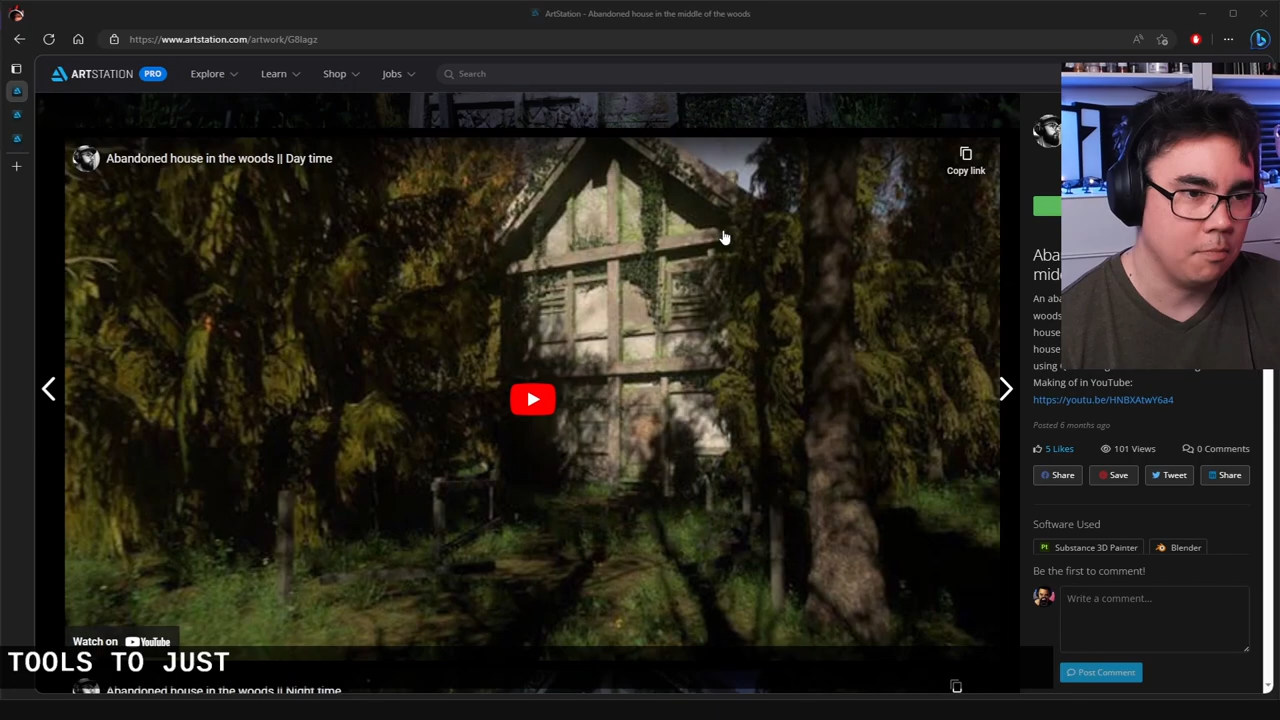 ArtStation - Abandoned house in the middle of the woods
https://www.artstation.com/artwork/G8lagz
ARTSTATION PRO Explore Learn Shop Jobs Search
Abandoned house in the woods || Day time
Copy link
Making of in YouTube:
https://youtu.be/HNBXAtwY6a4
Posted 6 months ago
5 Likes 101 Views 0 Comments
Share Save Tweet Share
Software Used
Pt Substance 3D Painter Blender
Be the first to comment!
Write a comment...
Post Comment
Watch on YouTube
TOOLS TO JUST
Abandoned house in the woods || Night time